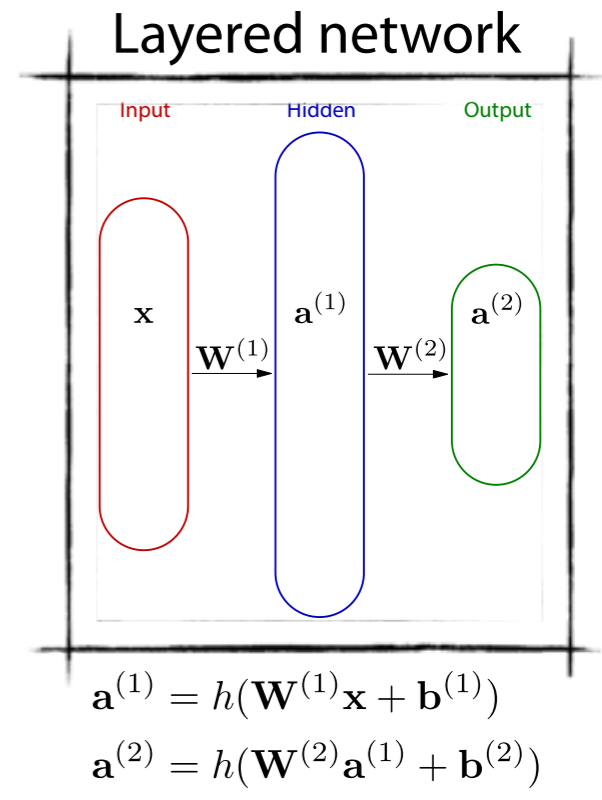 Layered network
Input Hidden Output
x a^(1) a^(2)
W^(1) W^(2)
a^(1) = h(W^(1)x + b^(1))
a^(2) = h(W^(2)a^(1) + b^(2))